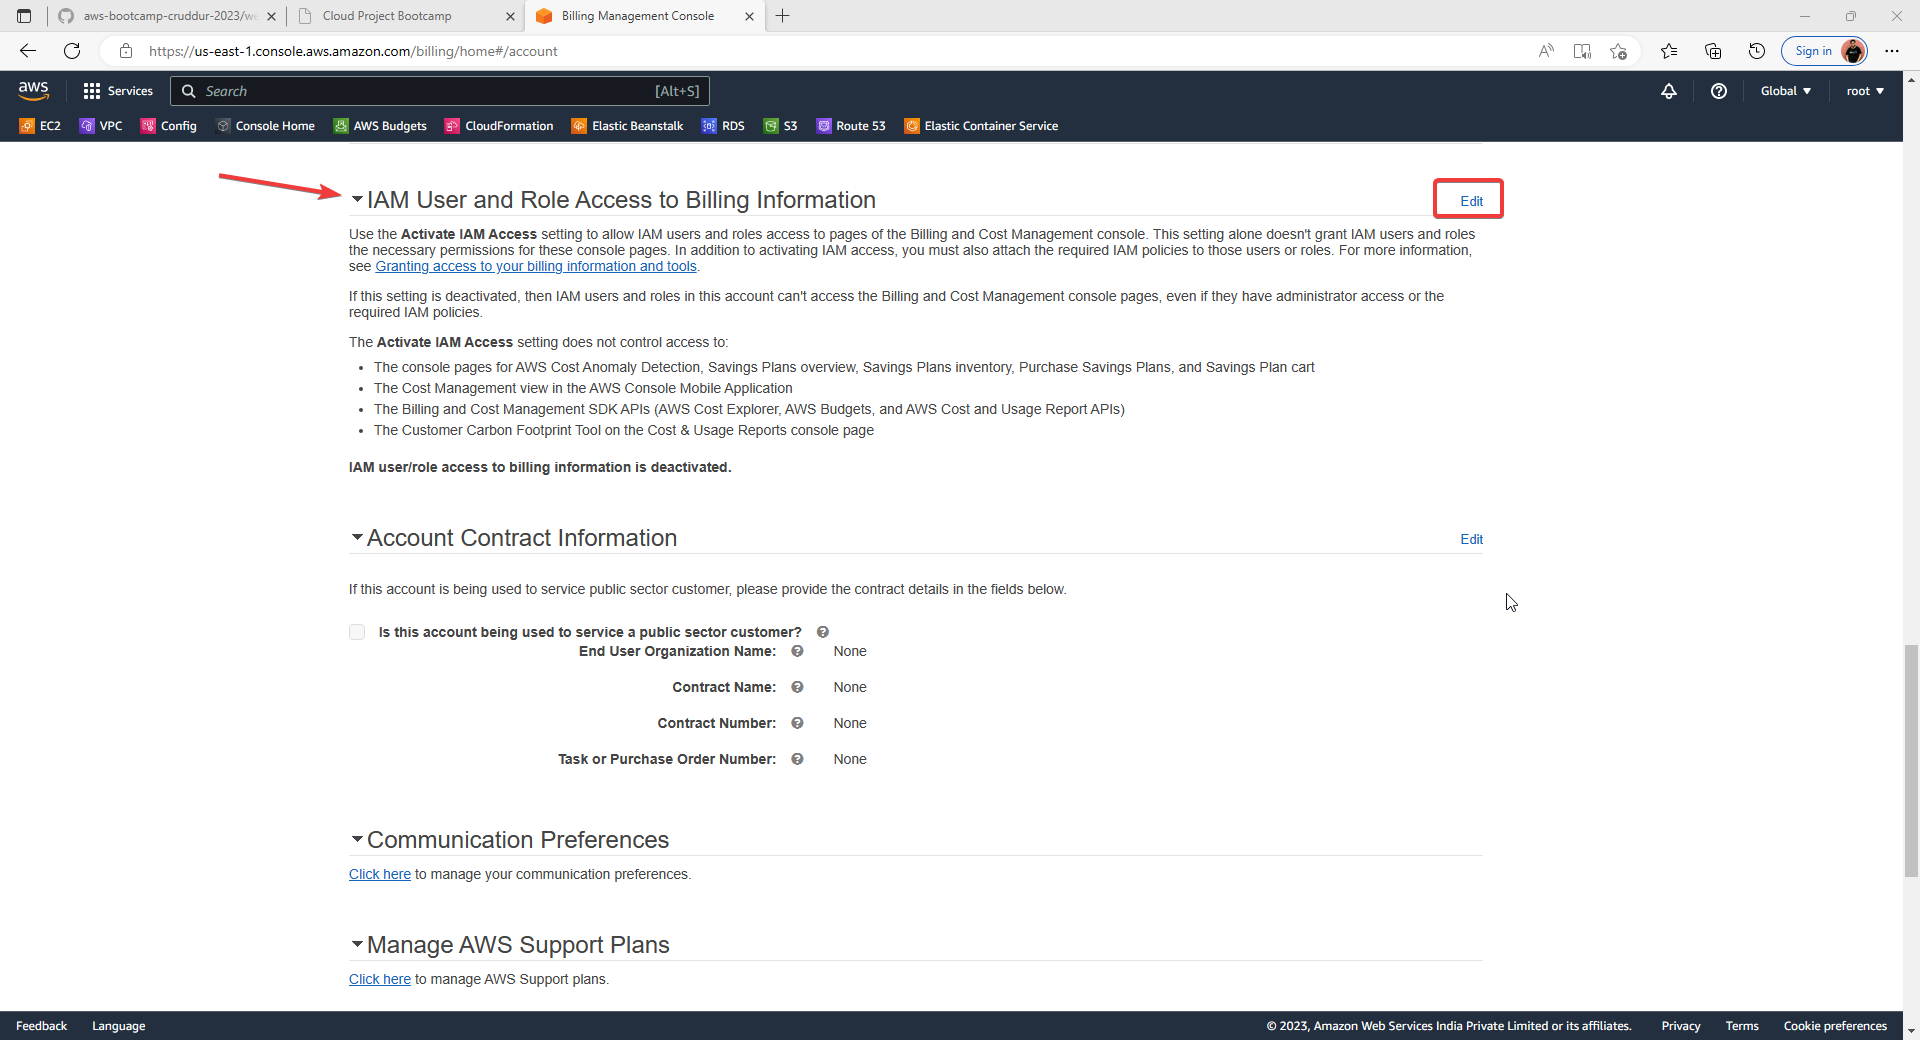 aws-bootcamp-cruddur-2023/we
Cloud Project Bootcamp
Billing Management Console
https://us-east-1.console.aws.amazon.com/billing/home#/account
Sign in
aws
Services
Search
[Alt+S]
Global
root
EC2
VPC
Config
Console Home
AWS Budgets
CloudFormation
Elastic Beanstalk
RDS
S3
Route 53
Elastic Container Service
IAM User and Role Access to Billing Information
Edit
Use the Activate IAM Access setting to allow IAM users and roles access to pages of the Billing and Cost Management console. This setting alone doesn't grant IAM users and roles
the necessary permissions for these console pages. In addition to activating IAM access, you must also attach the required IAM policies to those users or roles. For more information,
see Granting access to your billing information and tools.
If this setting is deactivated, then IAM users and roles in this account can't access the Billing and Cost Management console pages, even if they have administrator access or the
required IAM policies.
The Activate IAM Access setting does not control access to:
• The console pages for AWS Cost Anomaly Detection, Savings Plans overview, Savings Plans inventory, Purchase Savings Plans, and Savings Plan cart
• The Cost Management view in the AWS Console Mobile Application
• The Billing and Cost Management SDK APIs (AWS Cost Explorer, AWS Budgets, and AWS Cost and Usage Report APIs)
• The Customer Carbon Footprint Tool on the Cost & Usage Reports console page
IAM user/role access to billing information is deactivated.
Account Contract Information
Edit
If this account is being used to service public sector customer, please provide the contract details in the fields below.
Is this account being used to service a public sector customer?
End User Organization Name: None
Contract Name: None
Contract Number: None
Task or Purchase Order Number: None
Communication Preferences
Click here to manage your communication preferences.
Manage AWS Support Plans
Click here to manage AWS Support plans.
Feedback
Language
© 2023, Amazon Web Services India Private Limited or its affiliates.
Privacy
Terms
Cookie preferences